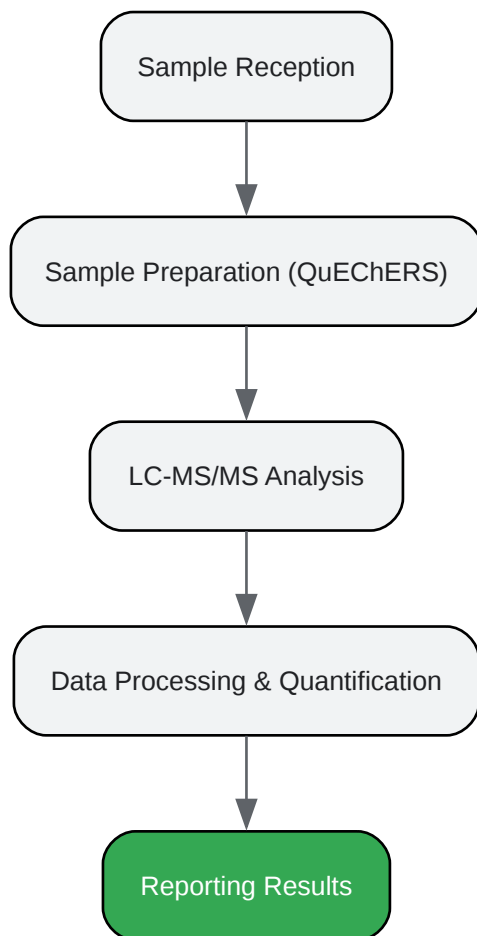 Sample Reception
Sample Preparation (QuEChERS)
LC-MS/MS Analysis
Data Processing & Quantification
Reporting Results